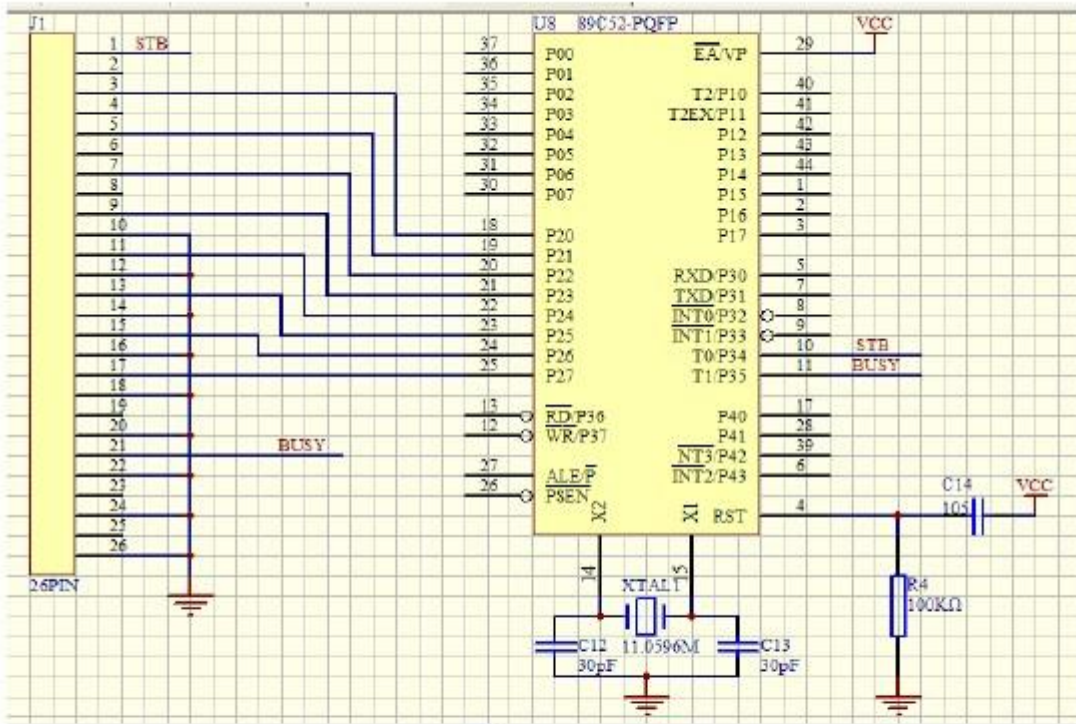 J1
1 STB
2
3
4
5
6
7
8
9
10
11
12
13
14
15
16
17
18
19
20
21 BUSY
22
23
24
25
26
26PIN
U8 89C52-PQFP
37 P00
36 P01
35 P02
34 P03
33 P04
32 P05
31 P06
30 P07
18 P20
19 P21
20 P22
21 P23
22 P24
23 P25
24 P26
25 P27
13 RD/P36
12 WR/P37
27 ALE/P
26 PSEN
VCC
EA/VP 29
T2/P10 40
T2EX/P11 41
P12 42
P13 43
P14 44
P15 1
P16 2
P17 3
RXD/P30 5
TXD/P31 7
INT0/P32 8
INT1/P33 9
T0/P34 10 STB
T1/P35 11 BUSY
P40 17
P41 28
NT3/P42 39
INT2/P43 6
RST 4
X2
X1
14
15
XTAL1
11.0596M
C12
30pF
C13
30pF
C14
105
VCC
R4
100KΩ